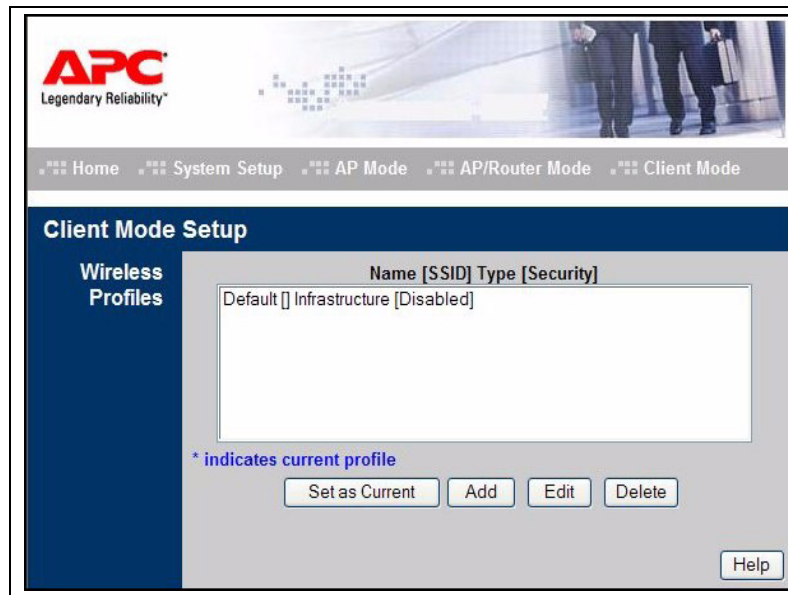 APC
Legendary Reliability™
Home System Setup AP Mode AP/Router Mode Client Mode
Client Mode Setup
Wireless
Profiles
Name [SSID] Type [Security]
Default [] Infrastructure [Disabled]
* indicates current profile
Set as Current Add Edit Delete
Help